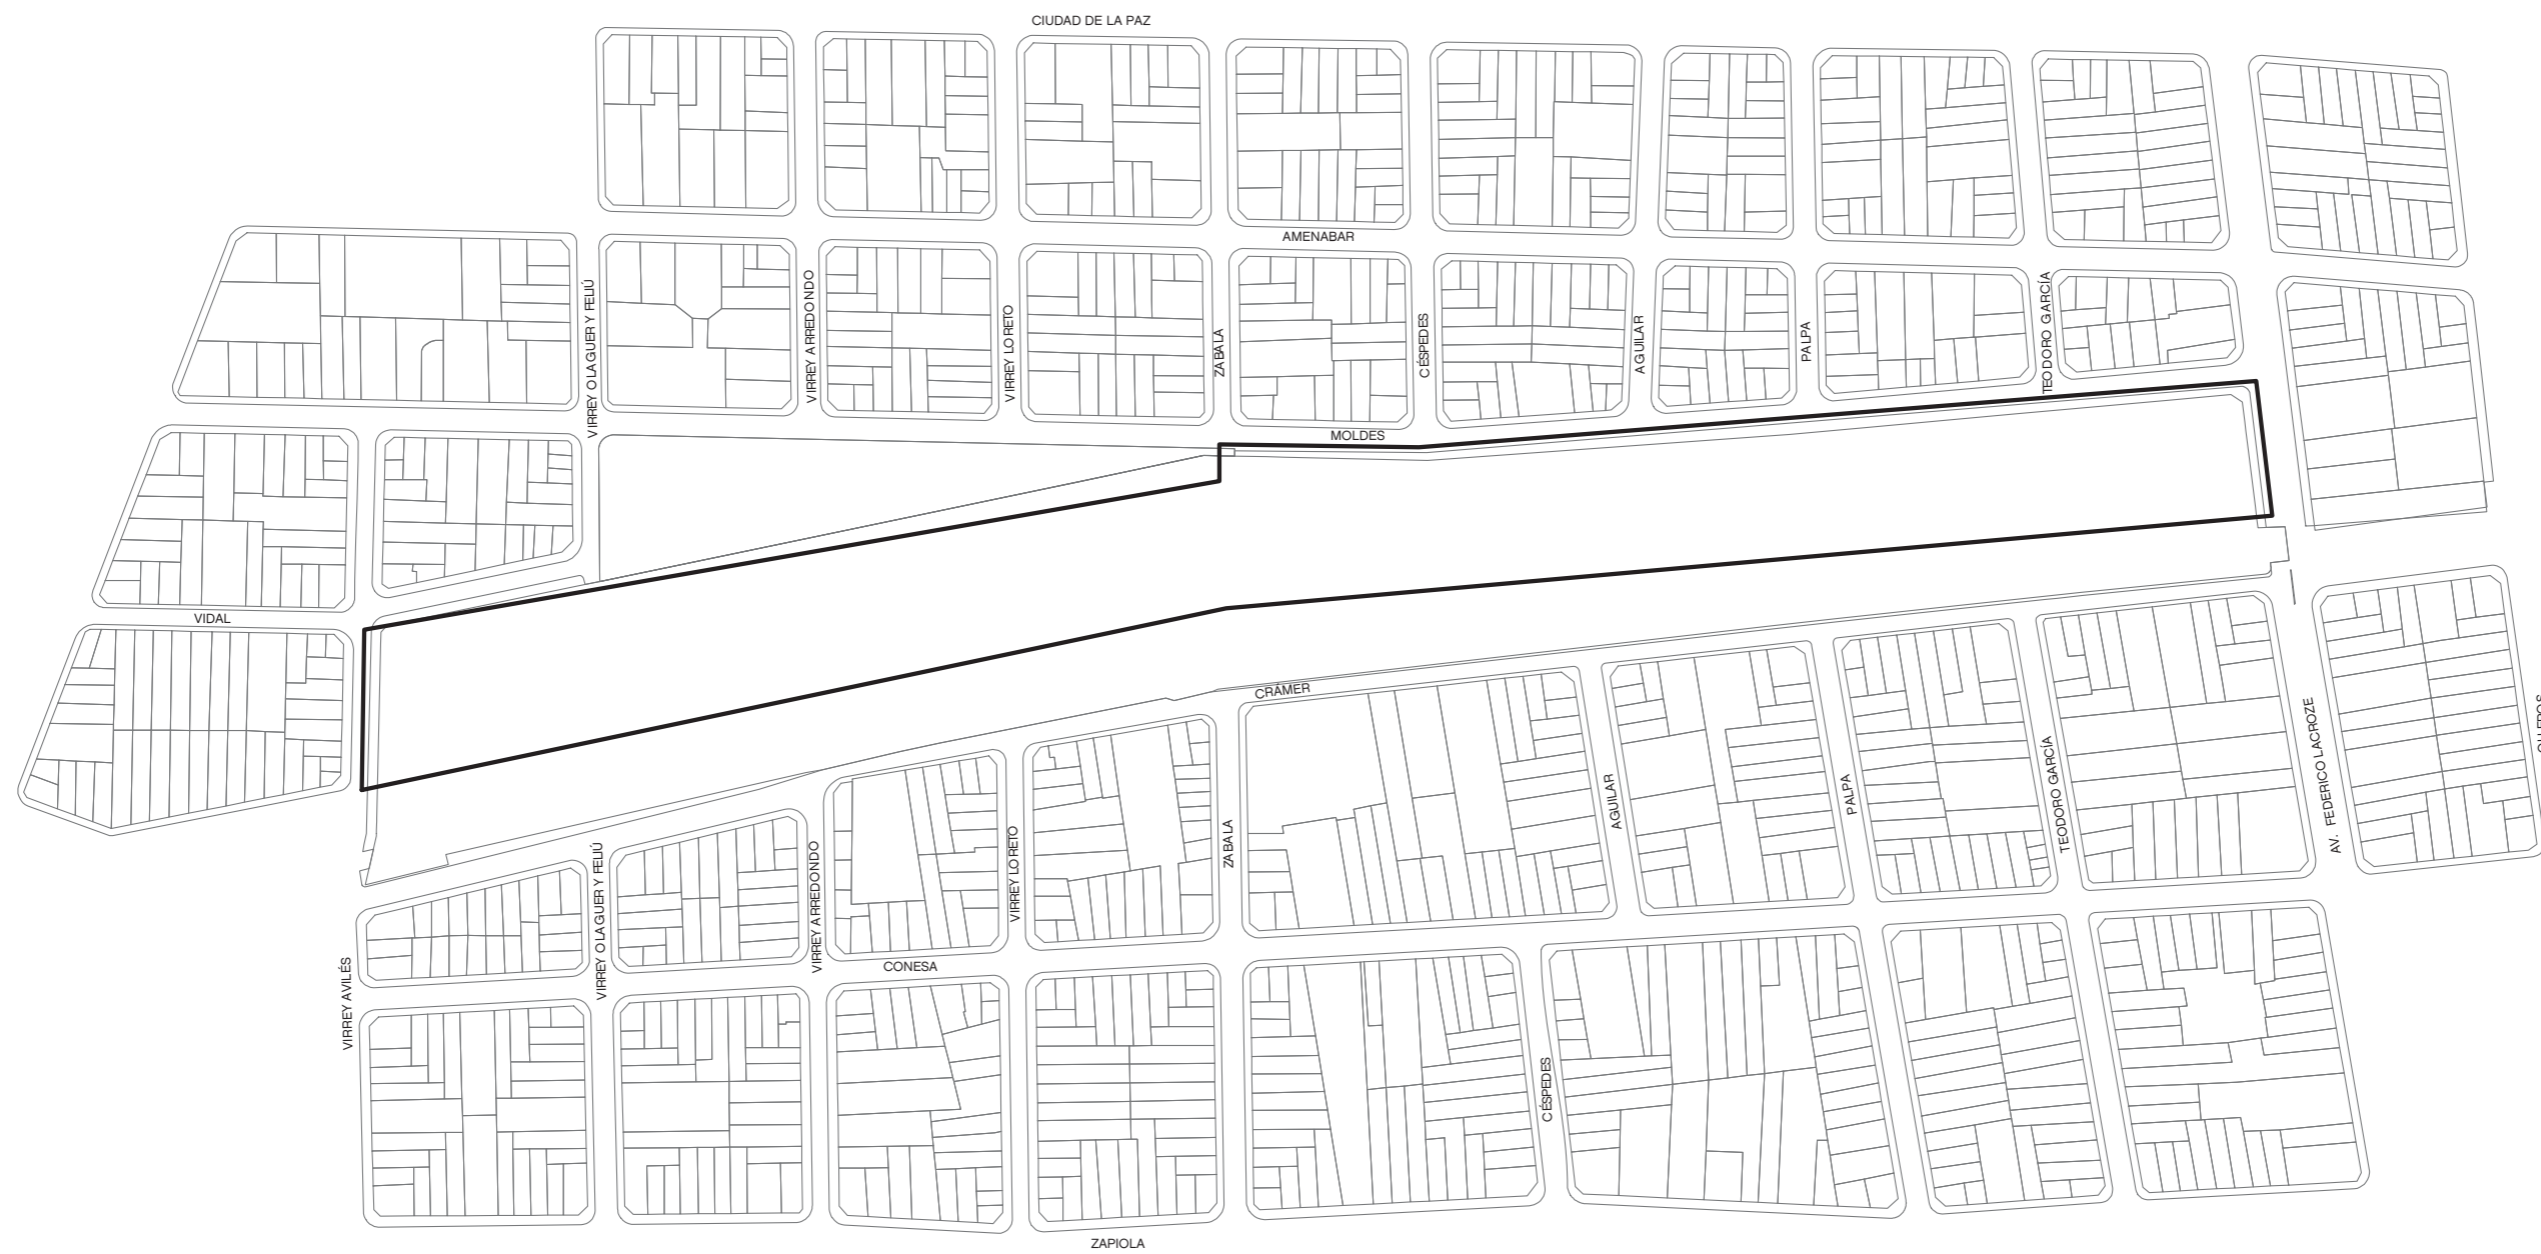 CIUDAD DE LA PAZ
AMENABAR
VIRREY OLAGUER Y FELIÚ
VIRREY ARREDONDO
VIRREY LORETO
ZABALA
CÉSPEDES
AGUILAR
PALPA
TEODORO GARCÍA
MOLDES
VIDAL
CRÁMER
VIRREY AVILÉS
VIRREY OLAGUER Y FELIÚ
VIRREY ARREDONDO
VIRREY LORETO
ZABALA
AGUILAR
PALPA
TEODORO GARCÍA
AV. FEDERICO LACROZE
CONESA
CÉSPEDES
ZAPIOLA